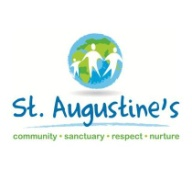 St. Augustine's
community • sanctuary • respect • nurture